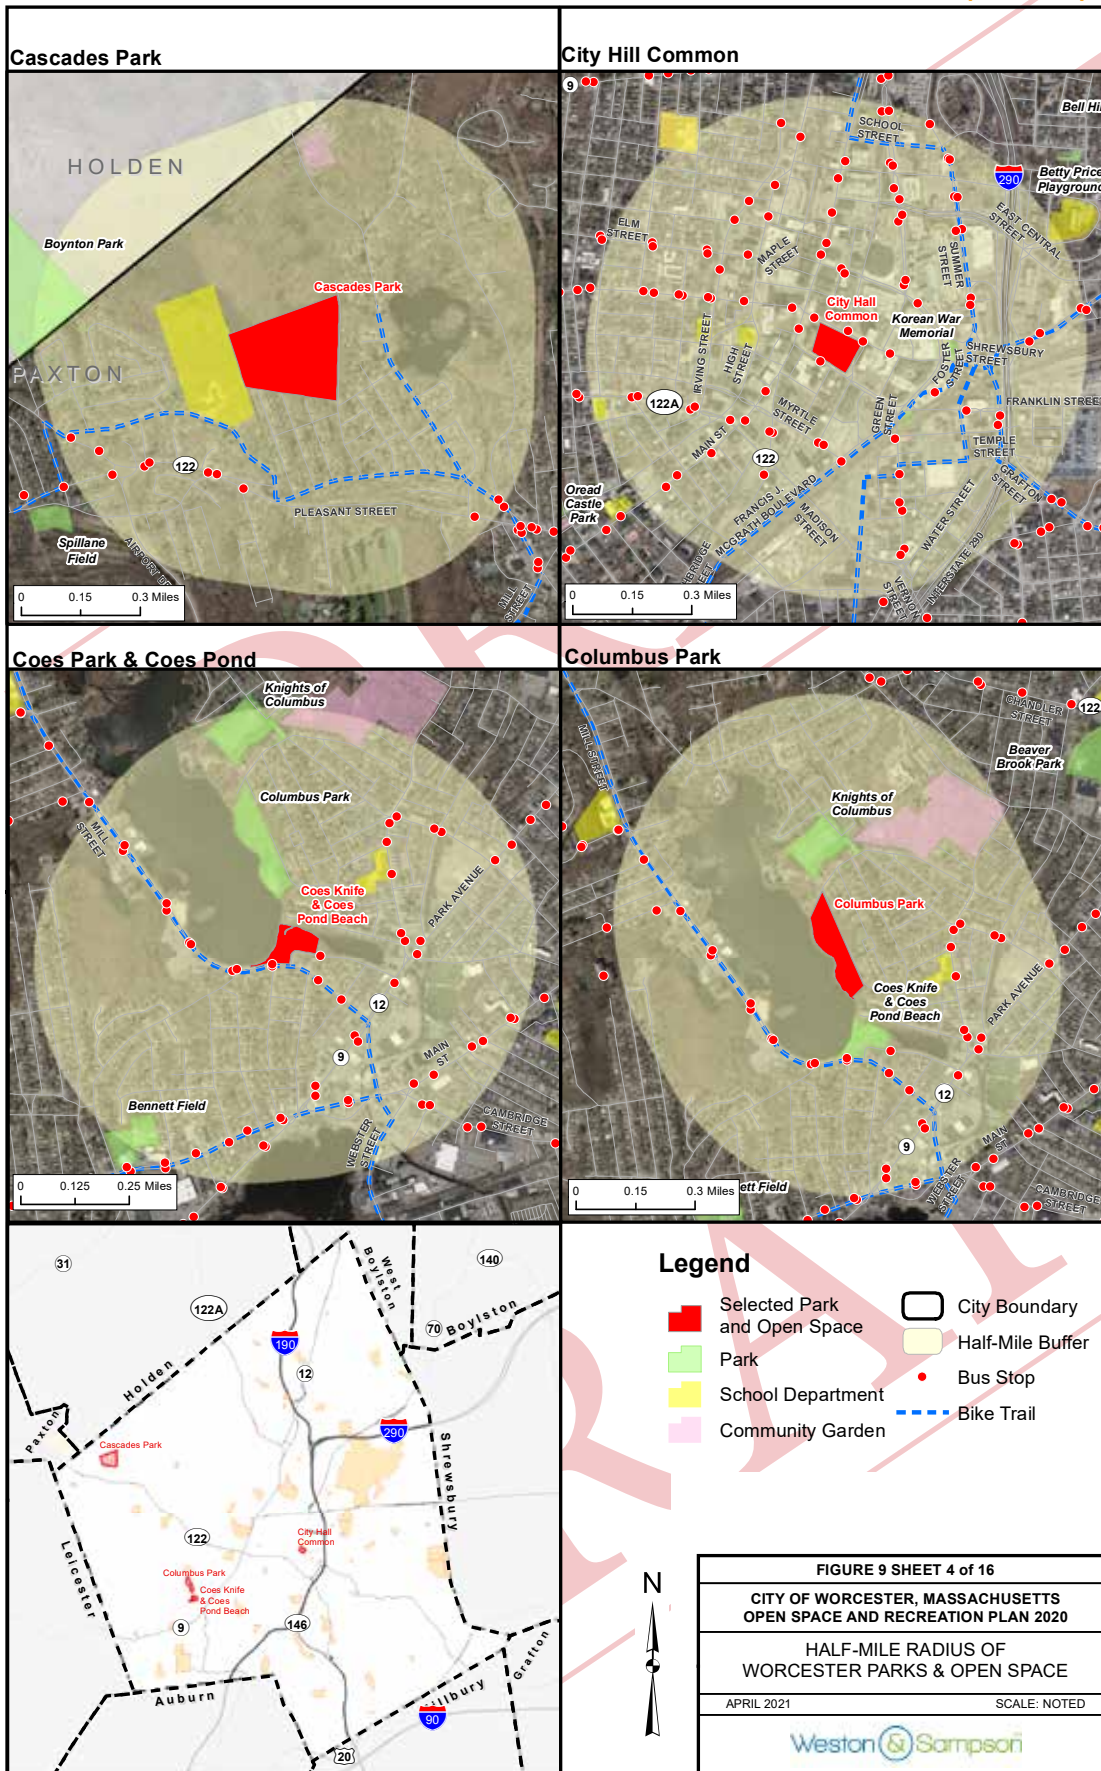 Cascades Park
HOLDEN
Boynton Park
Cascades Park
PAXTON
122
PLEASANT STREET
Spillane
Field
MILL
STREET
0 0.15 0.3 Miles
City Hill Common
9
SCHOOL
STREET
Bell Hi
290
Betty Price
Playground
EAST CENTRAL
STREET
ELM
STREET
MAPLE
STREET
SUMMER
STREET
City Hall
Common
Korean War
Memorial
IRVING STREET
HIGH
STREET
FOSTER
STREET
SHREWSBURY
STREET
122A
FRANKLIN STREET
MYRTLE
STREET
GREEN
STREET
MAIN ST
TEMPLE
STREET
122
GRAFTON
STREET
Oread
Castle
Park
FRANCIS J.
MCGRATH BOULEVARD
MADISON
STREET
WATER STREET
INTERSTATE 290
VERNON
STREET
0 0.15 0.3 Miles
Coes Park & Coes Pond
Knights of
Columbus
Columbus Park
MILL
STREET
Coes Knife
& Coes
Pond Beach
PARK AVENUE
12
9
MAIN
ST
Bennett Field
CAMBRIDGE
STREET
WEBSTER
STREET
0 0.125 0.25 Miles
Columbus Park
CHANDLER
STREET
122
MILL STREET
Beaver
Brook Park
Knights of
Columbus
Columbus Park
Coes Knife
& Coes
Pond Beach
PARK AVENUE
12
9
MAIN
ST
ett Field
WEBSTER
STREET
CAMBRIDGE
STREET
0 0.15 0.3 Miles
31
122A
West
Boylston
140
70
Boylston
190
Holden
12
Paxton
290
Cascades Park
Shrewsbury
122
City Hall
Common
Leicester
Columbus Park
Coes Knife
& Coes
Pond Beach
9
146
Auburn
Grafton
illbury
90
20
Legend
Selected Park
and Open Space
Park
School Department
Community Garden
City Boundary
Half-Mile Buffer
Bus Stop
Bike Trail
N
FIGURE 9 SHEET 4 of 16
CITY OF WORCESTER, MASSACHUSETTS
OPEN SPACE AND RECREATION PLAN 2020
HALF-MILE RADIUS OF
WORCESTER PARKS & OPEN SPACE
APRIL 2021 SCALE: NOTED
Weston & Sampson